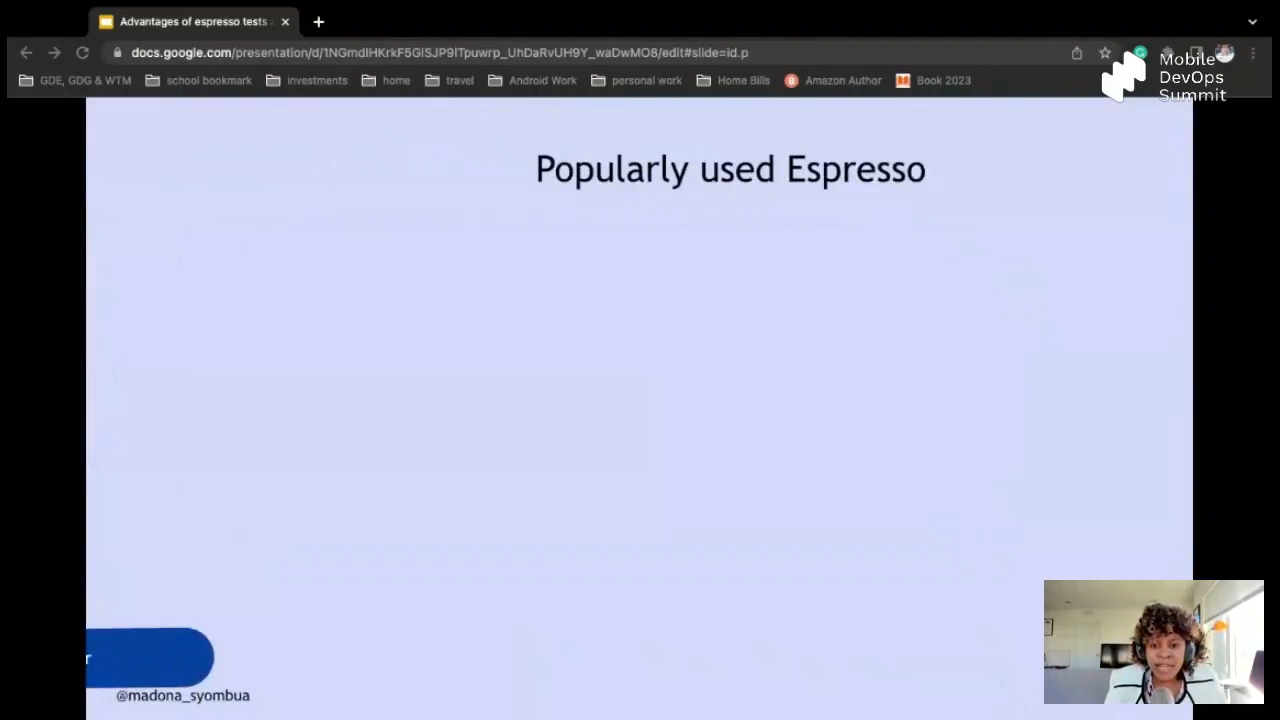 Advantages of espresso tests
docs.google.com/presentation/d/1NGmdIHKrkF5GlSJP9lTpuwrp_UhDaRvUH9Y_waDwMO8/edit#slide=id.p
GDE, GDG & WTM school bookmark investments home travel Android Work personal work Home Bills Amazon Author Book 2023
Mobile
DevOps
Summit
Popularly used Espresso
r
@madona_syombua